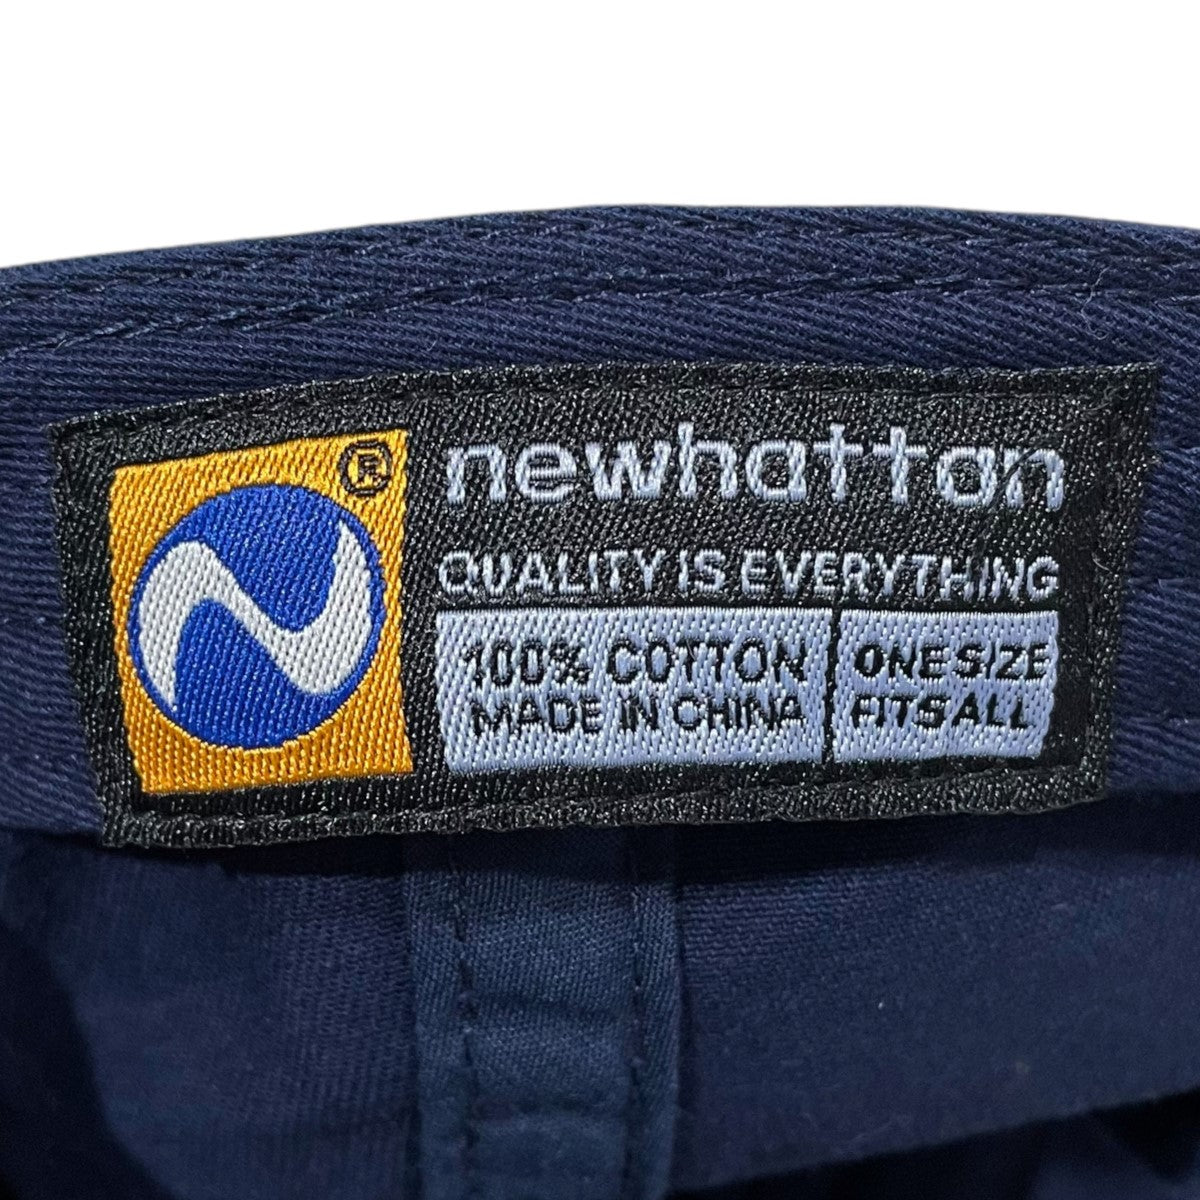 ®
newhattan
QUALITY IS EVERYTHING
100% COTTON
MADE IN CHINA
ONE SIZE
FITS ALL